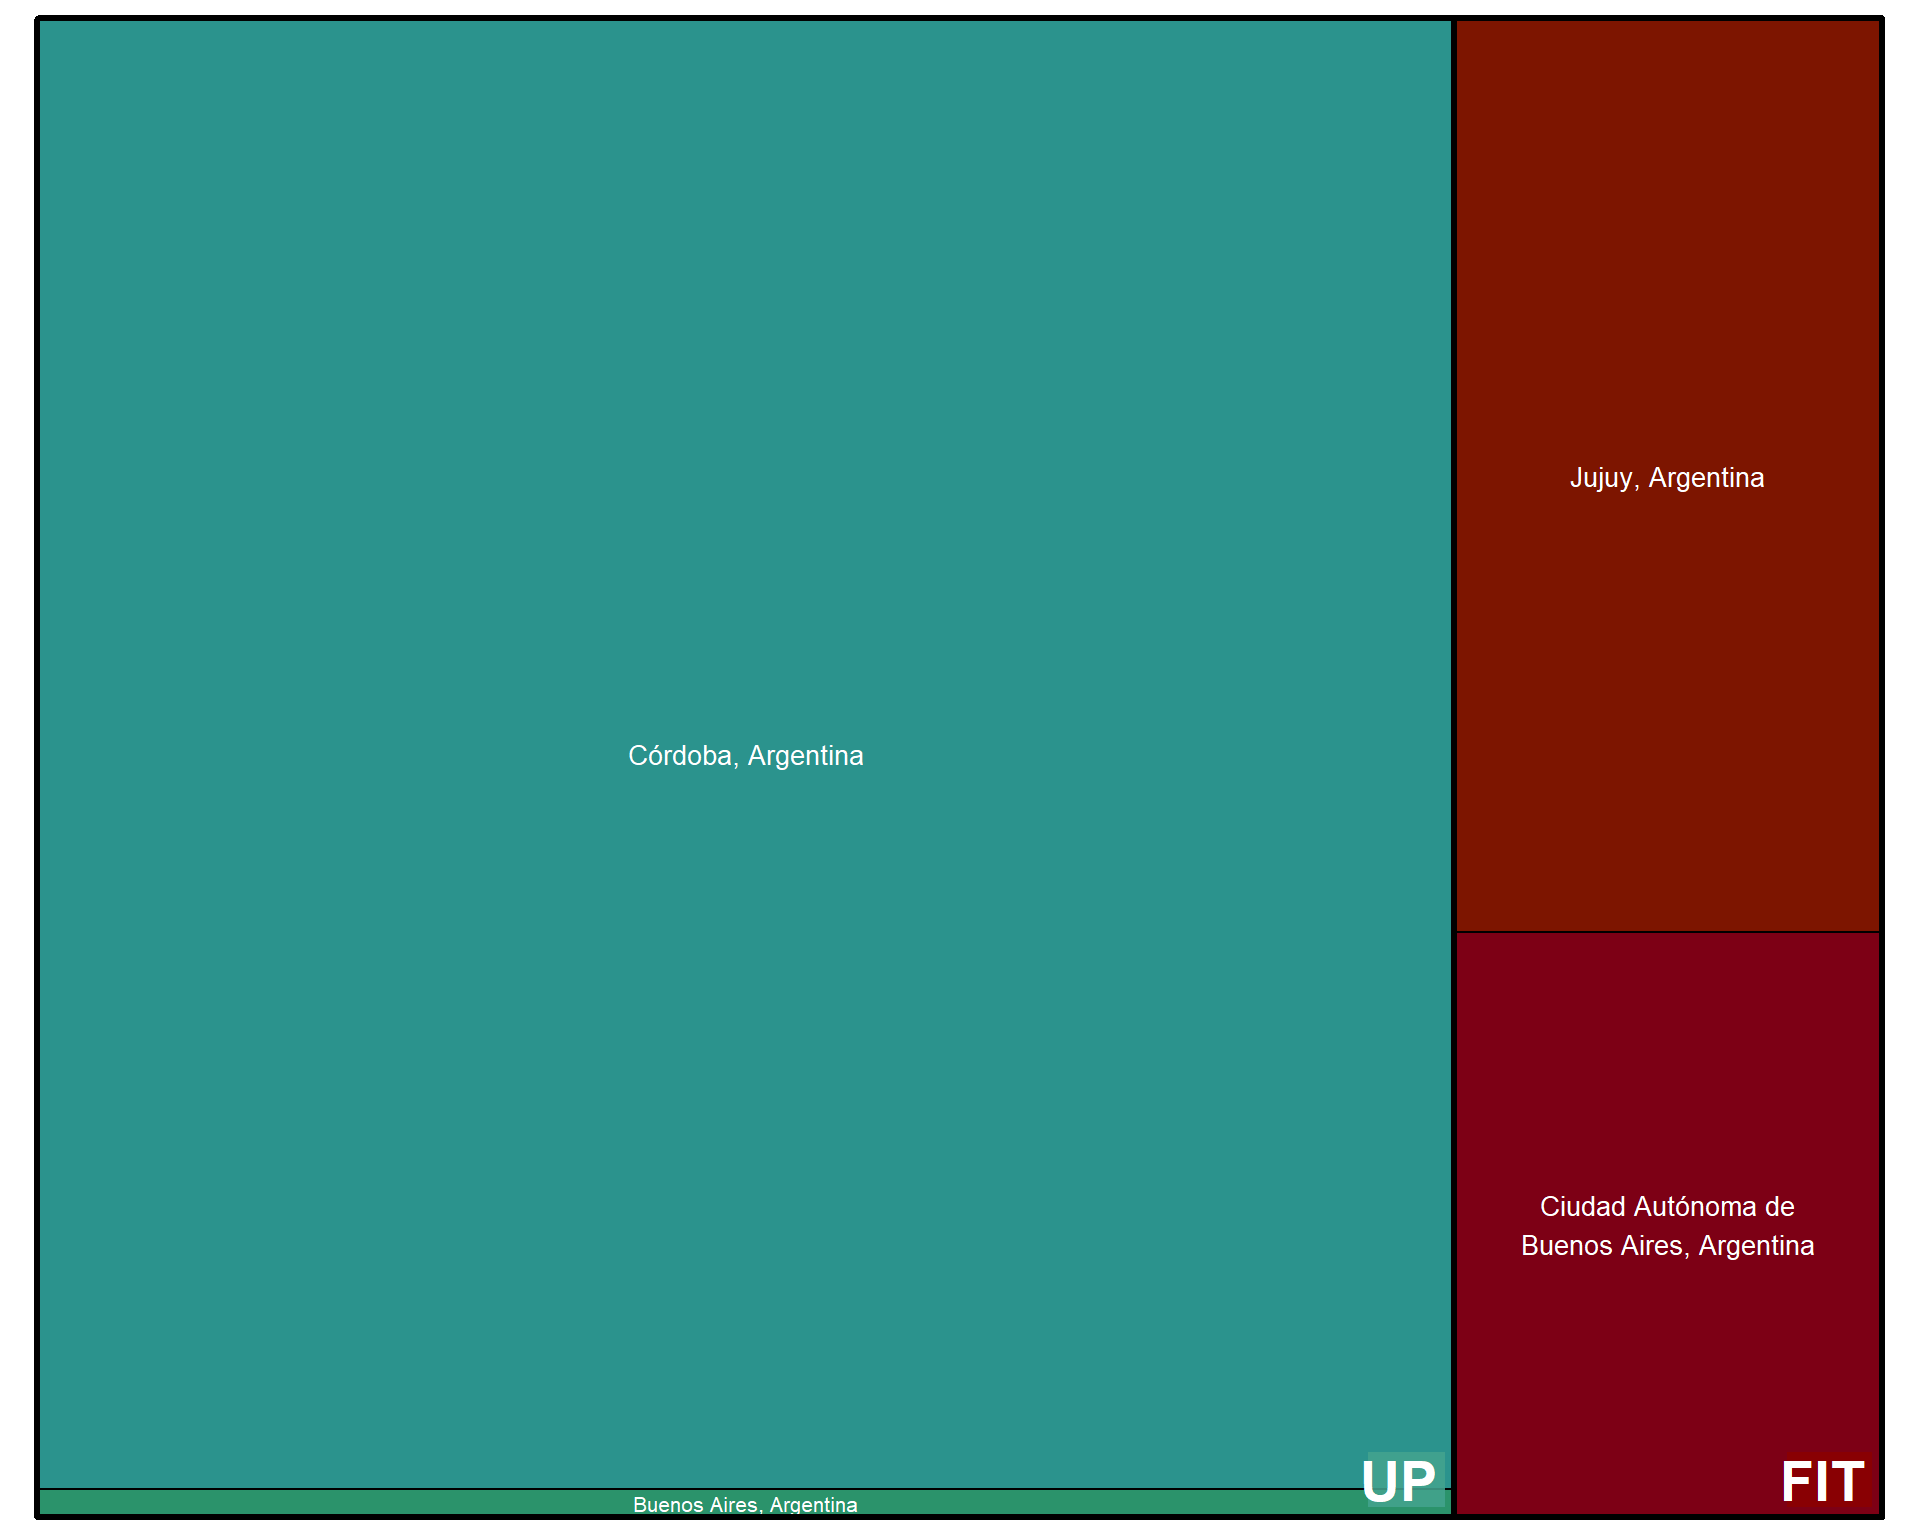 Córdoba, Argentina
UP
Buenos Aires, Argentina
Jujuy, Argentina
Ciudad Autónoma de
Buenos Aires, Argentina
FIT